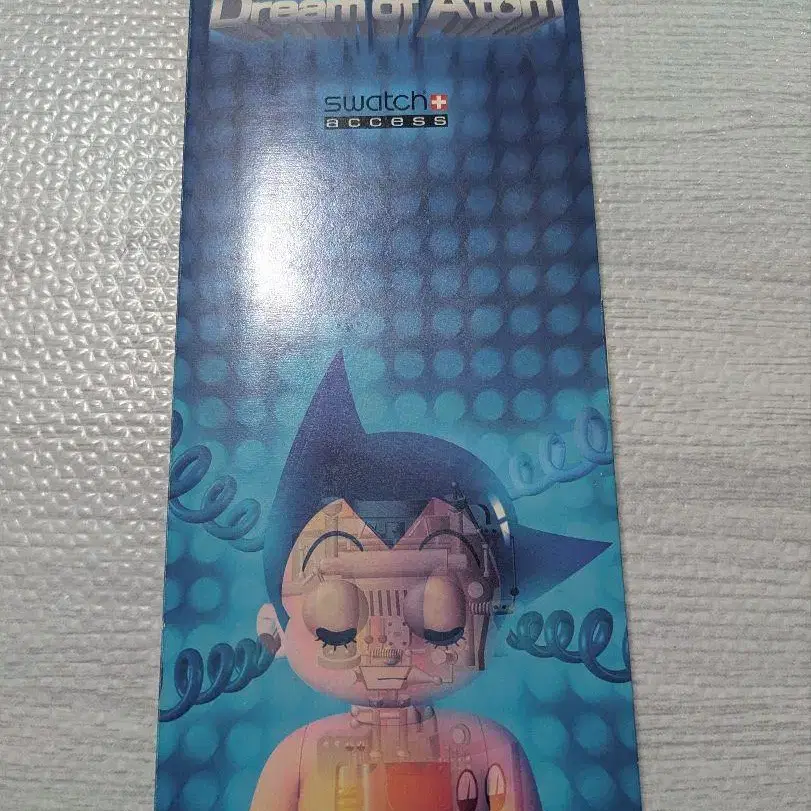 Dream of Atom
swatch+
access